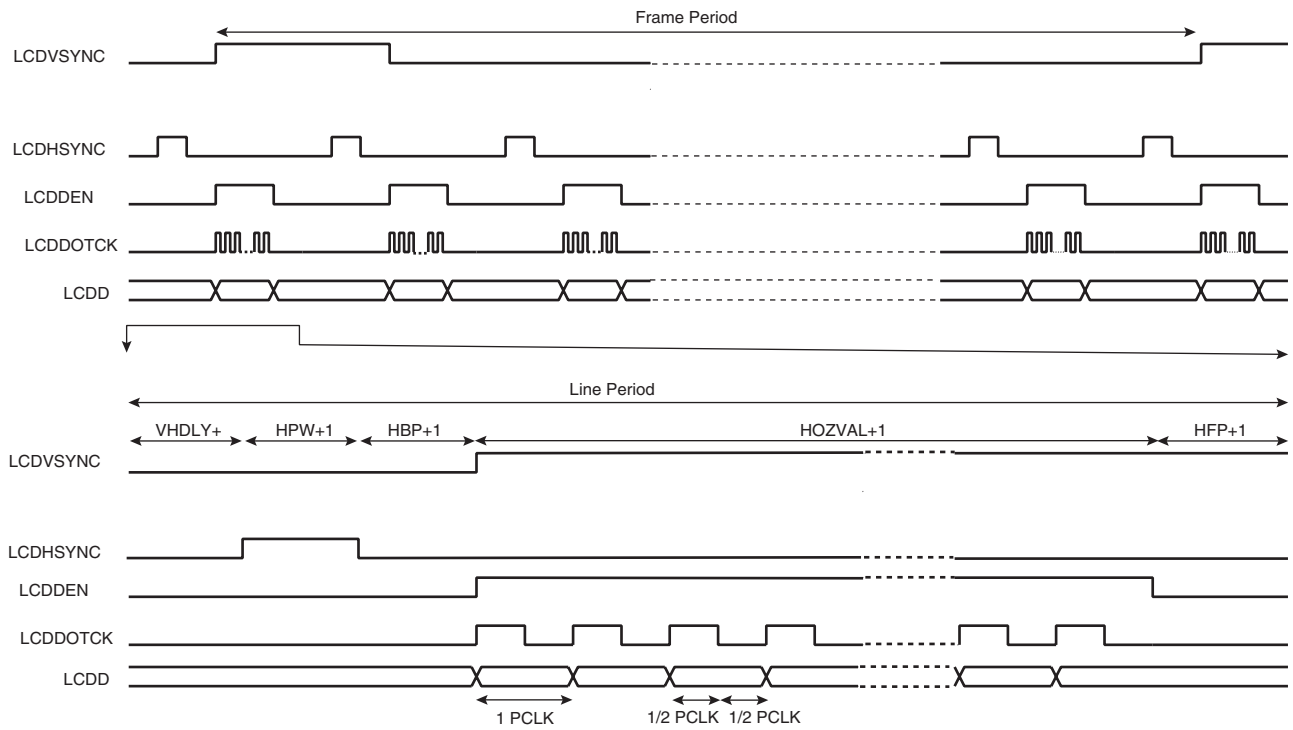 Frame Period
LCDVSYNC
LCDHSYNC
LCDDEN
LCDDOTCK
LCDD
Line Period
VHDLY+ HPW+1 HBP+1 HOZVAL+1 HFP+1
LCDVSYNC
LCDHSYNC
LCDDEN
LCDDOTCK
LCDD
1 PCLK 1/2 PCLK 1/2 PCLK